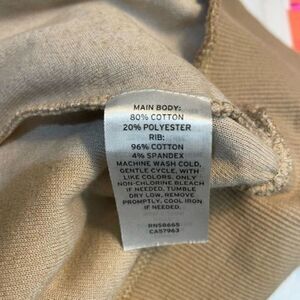 MAIN BODY:
80% COTTON
20% POLYESTER
RIB:
96% COTTON
4% SPANDEX
MACHINE WASH COLD,
GENTLE CYCLE, WITH
LIKE COLORS. ONLY
NON-CHLORINE BLEACH
IF NEEDED, TUMBLE
DRY LOW, REMOVE
PROMPTLY, COOL IRON
IF NEEDED.
RN58665
CA57963